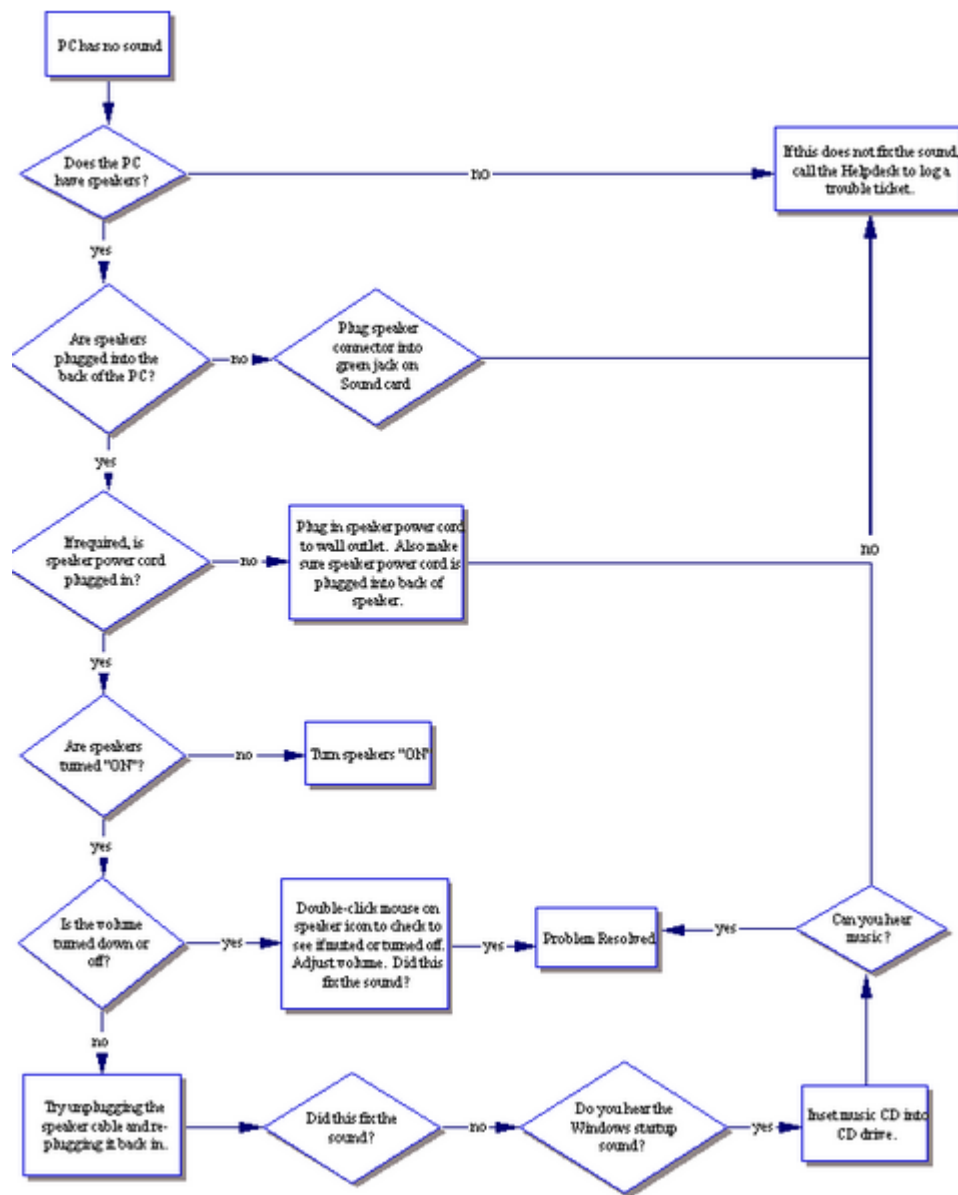 PC has no sound
Does the PC
have speakers?
no
If this does not fix the sound,
call the Helpdesk to log a
trouble ticket.
yes
Are speakers
plugged into the
back of the PC?
no
Plug speaker
connector into
green jack on
Sound card
yes
If required, is
speaker power cord
plugged in?
no
Plug in speaker power cord
to wall outlet. Also make
sure speaker power cord is
plugged into back of
speaker.
no
yes
Are speakers
turned "ON"?
no
Turn speakers "ON"
yes
Is the volume
turned down or
off?
yes
Double-click mouse on
speaker icon to check to
see if muted or turned off.
Adjust volume. Did this
fix the sound?
yes
Problem Resolved
yes
Can you hear
music?
no
Try unplugging the
speaker cable and re-
plugging it back in.
Did this fix the
sound?
no
Do you hear the
Windows startup
sound?
yes
Inset music CD into
CD drive.